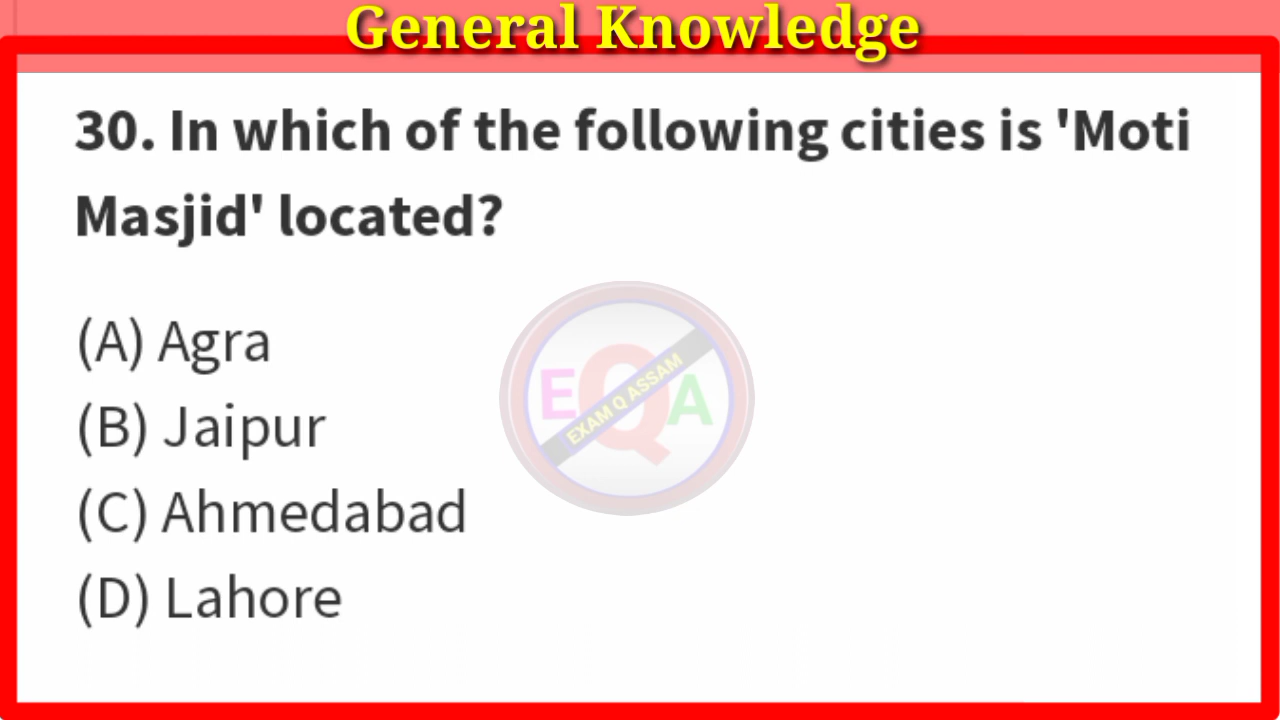 General Knowledge
30. In which of the following cities is 'Moti
Masjid' located?
(A) Agra
(B) Jaipur
EQA
EXAM Q ASSAM
(C) Ahmedabad
(D) Lahore